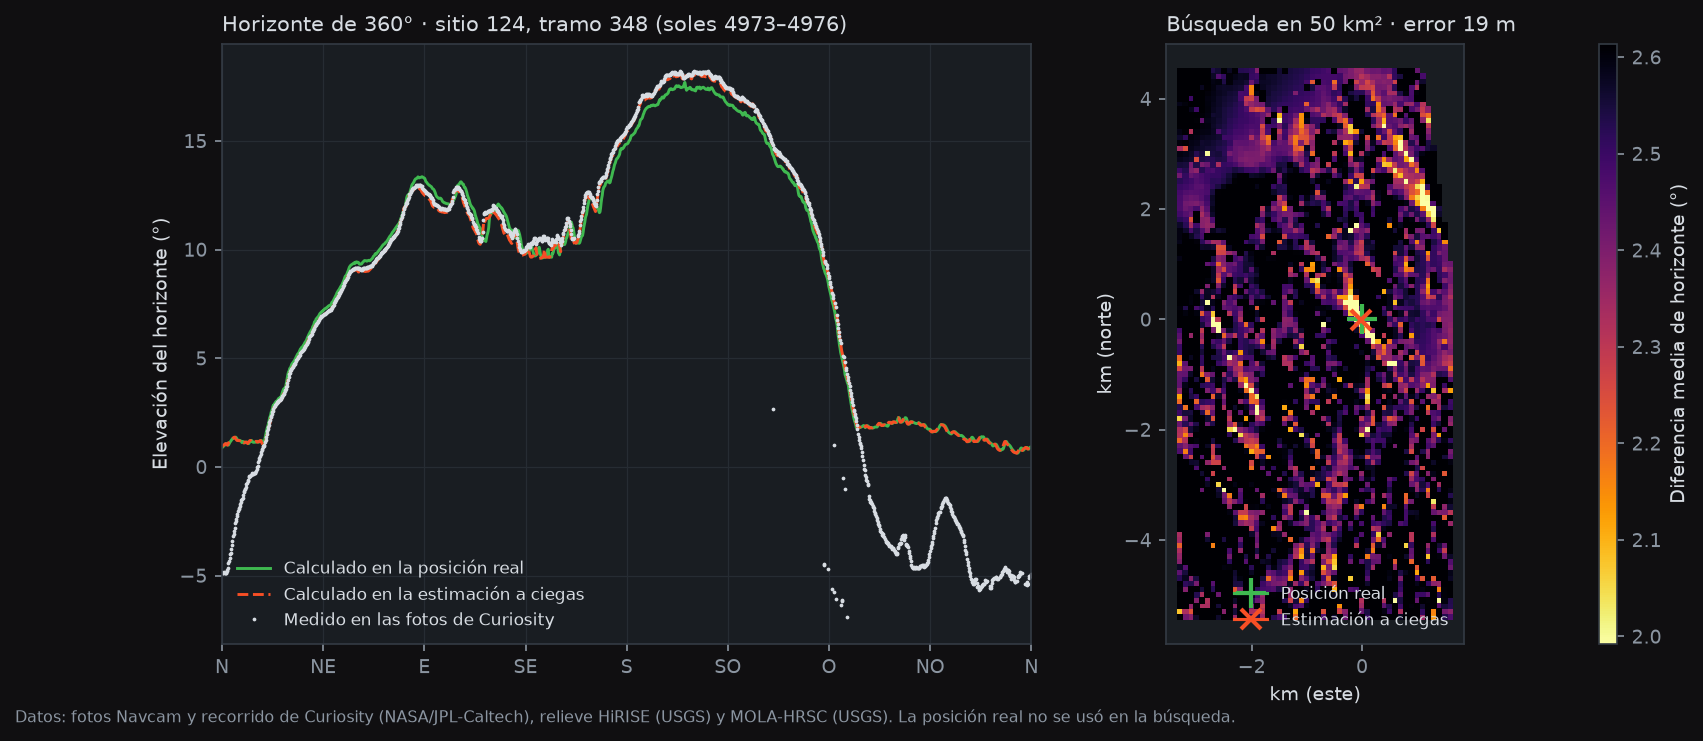 Horizonte de 360° · sitio 124, tramo 348 (soles 4973–4976)
Elevación del horizonte (°)
15
10
5
0
−5
N
NE
E
SE
S
SO
O
NO
N
Calculado en la posición real
Calculado en la estimación a ciegas
Medido en las fotos de Curiosity
Búsqueda en 50 km² · error 19 m
km (norte)
4
2
0
−2
−4
−2
0
km (este)
Posición real
Estimación a ciegas
2.6
2.5
2.4
2.3
2.2
2.1
2.0
Diferencia media de horizonte (°)
Datos: fotos Navcam y recorrido de Curiosity (NASA/JPL-Caltech), relieve HiRISE (USGS) y MOLA-HRSC (USGS). La posición real no se usó en la búsqueda.